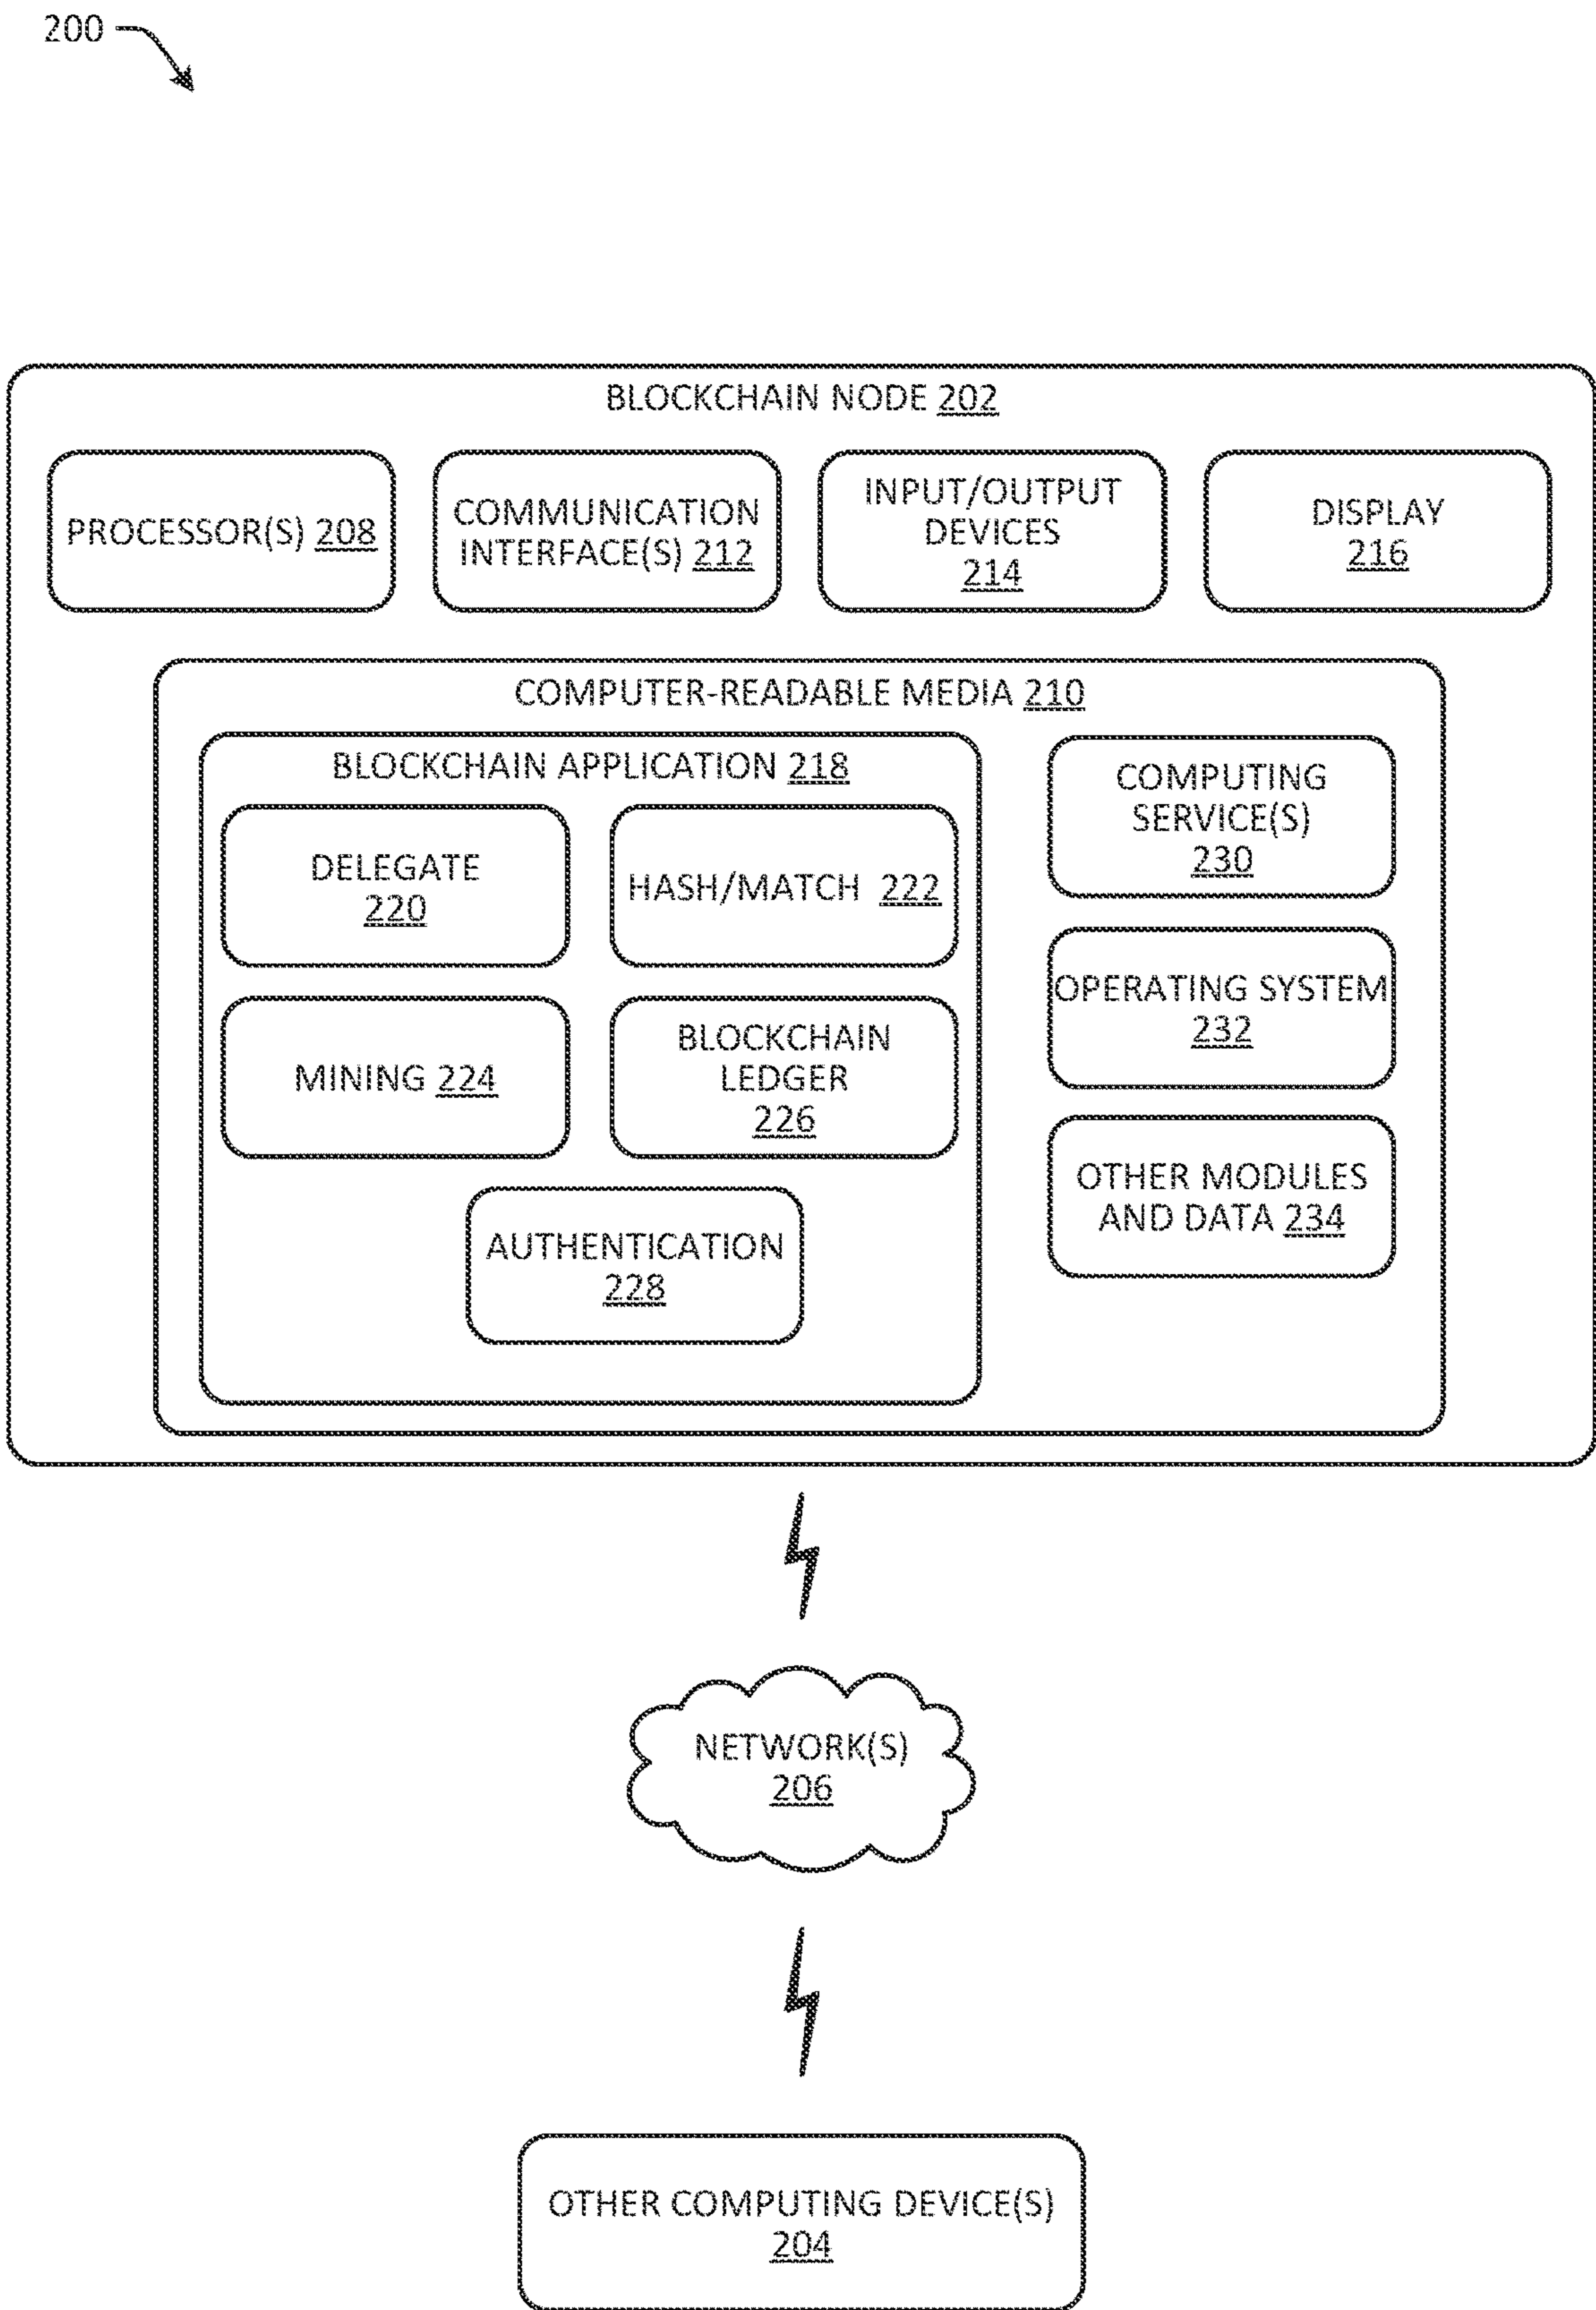 200
BLOCKCHAIN NODE 202
PROCESSOR(S) 208
COMMUNICATION
INTERFACE(S) 212
INPUT/OUTPUT
DEVICES
214
DISPLAY
216
COMPUTER-READABLE MEDIA 210
BLOCKCHAIN APPLICATION 218
DELEGATE
220
HASH/MATCH 222
MINING 224
BLOCKCHAIN
LEDGER
226
AUTHENTICATION
228
COMPUTING
SERVICE(S)
230
OPERATING SYSTEM
232
OTHER MODULES
AND DATA 234
NETWORK(S)
206
OTHER COMPUTING DEVICE(S)
204